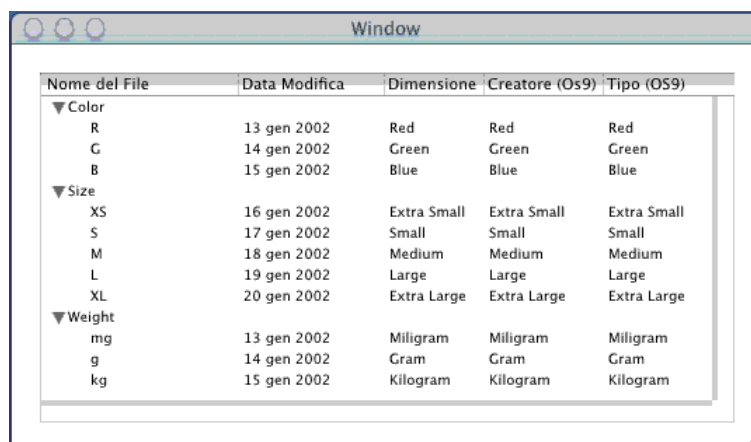 Window
Nome del File Data Modifica Dimensione Creatore (Os9) Tipo (OS9)
Color
R 13 gen 2002 Red Red Red
G 14 gen 2002 Green Green Green
B 15 gen 2002 Blue Blue Blue
Size
XS 16 gen 2002 Extra Small Extra Small Extra Small
S 17 gen 2002 Small Small Small
M 18 gen 2002 Medium Medium Medium
L 19 gen 2002 Large Large Large
XL 20 gen 2002 Extra Large Extra Large Extra Large
Weight
mg 13 gen 2002 Miligram Miligram Miligram
g 14 gen 2002 Gram Gram Gram
kg 15 gen 2002 Kilogram Kilogram Kilogram